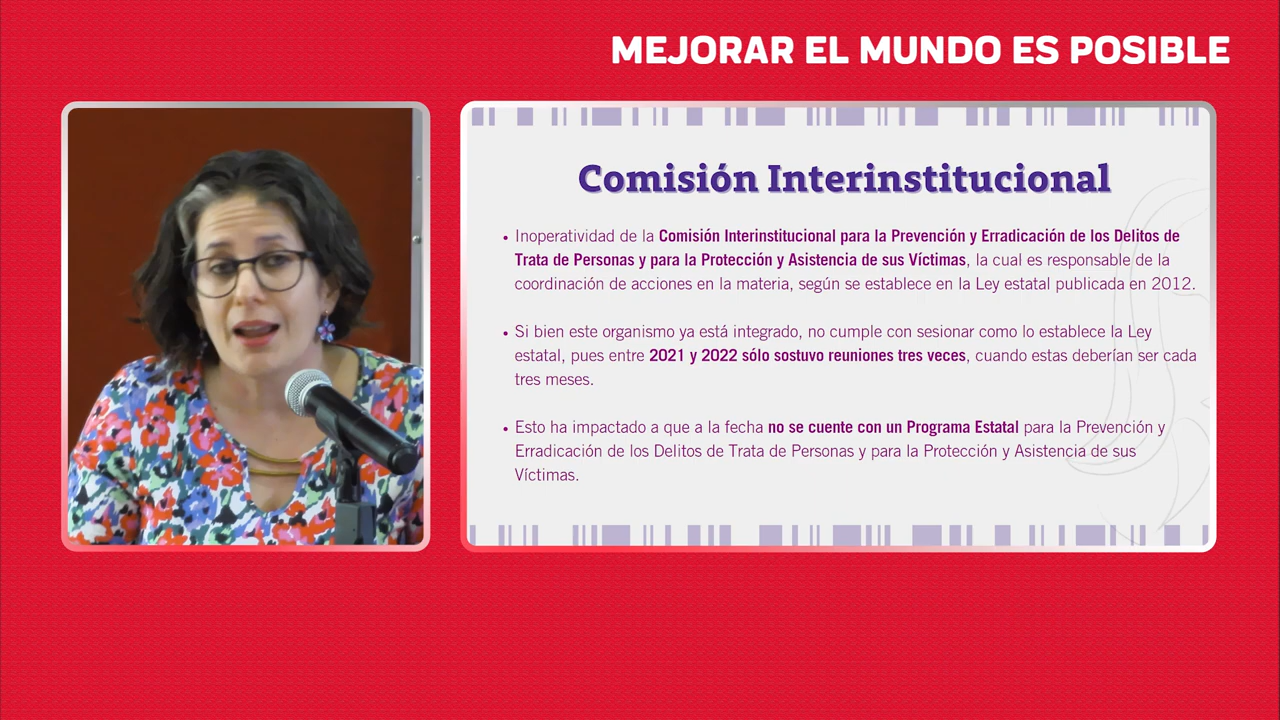 MEJORAR EL MUNDO ES POSIBLE
Comisión Interinstitucional
• Inoperatividad de la Comisión Interinstitucional para la Prevención y Erradicación de los Delitos de
Trata de Personas y para la Protección y Asistencia de sus Víctimas, la cual es responsable de la
coordinación de acciones en la materia, según se establece en la Ley estatal publicada en 2012.
• Si bien este organismo ya está integrado, no cumple con sesionar como lo establece la Ley
estatal, pues entre 2021 y 2022 sólo sostuvo reuniones tres veces, cuando estas deberían ser cada
tres meses.
• Esto ha impactado a que a la fecha no se cuente con un Programa Estatal para la Prevención y
Erradicación de los Delitos de Trata de Personas y para la Protección y Asistencia de sus
Víctimas.